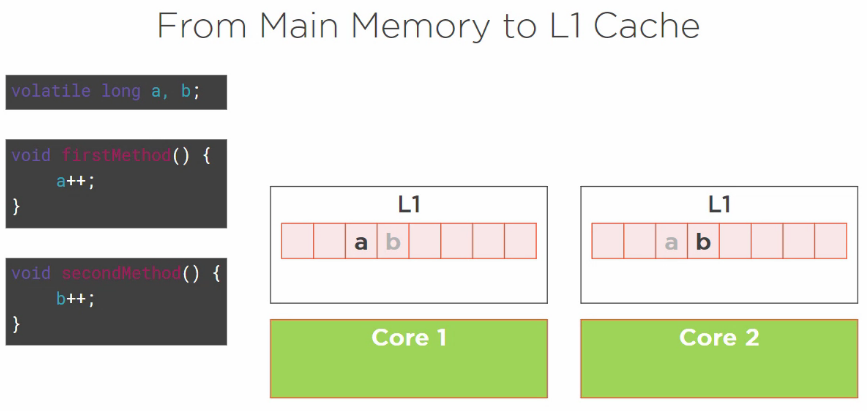 From Main Memory to L1 Cache
volatile long a, b;
void firstMethod() {
a++;
}
void secondMethod() {
b++;
}
L1
a b
Core 1
L1
a b
Core 2